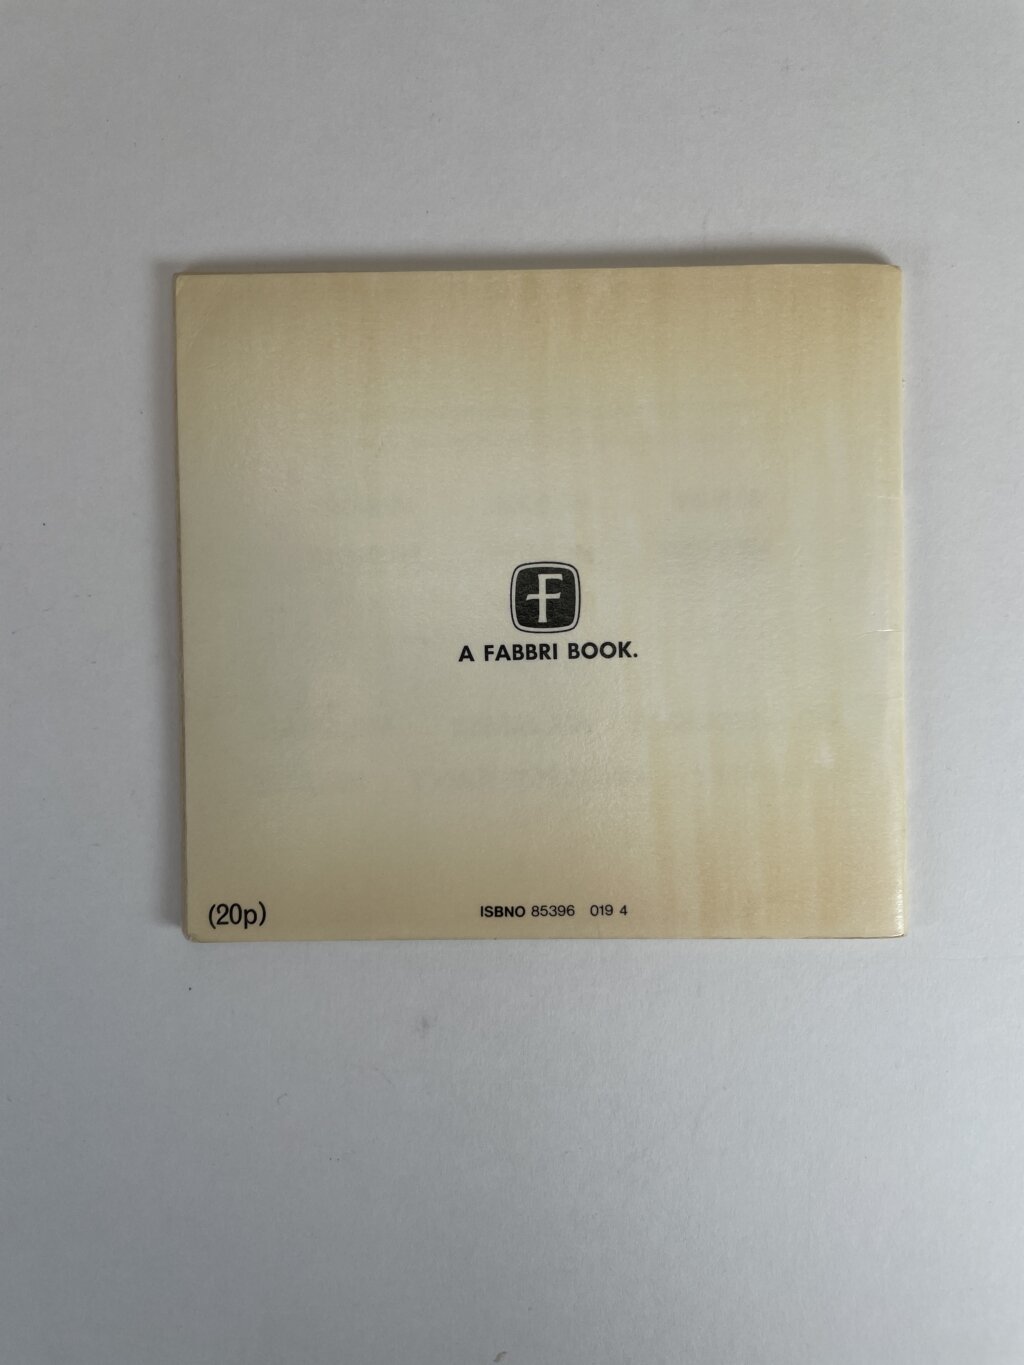 F
A FABBRI BOOK.
(20p)
ISBNO 85396 019 4